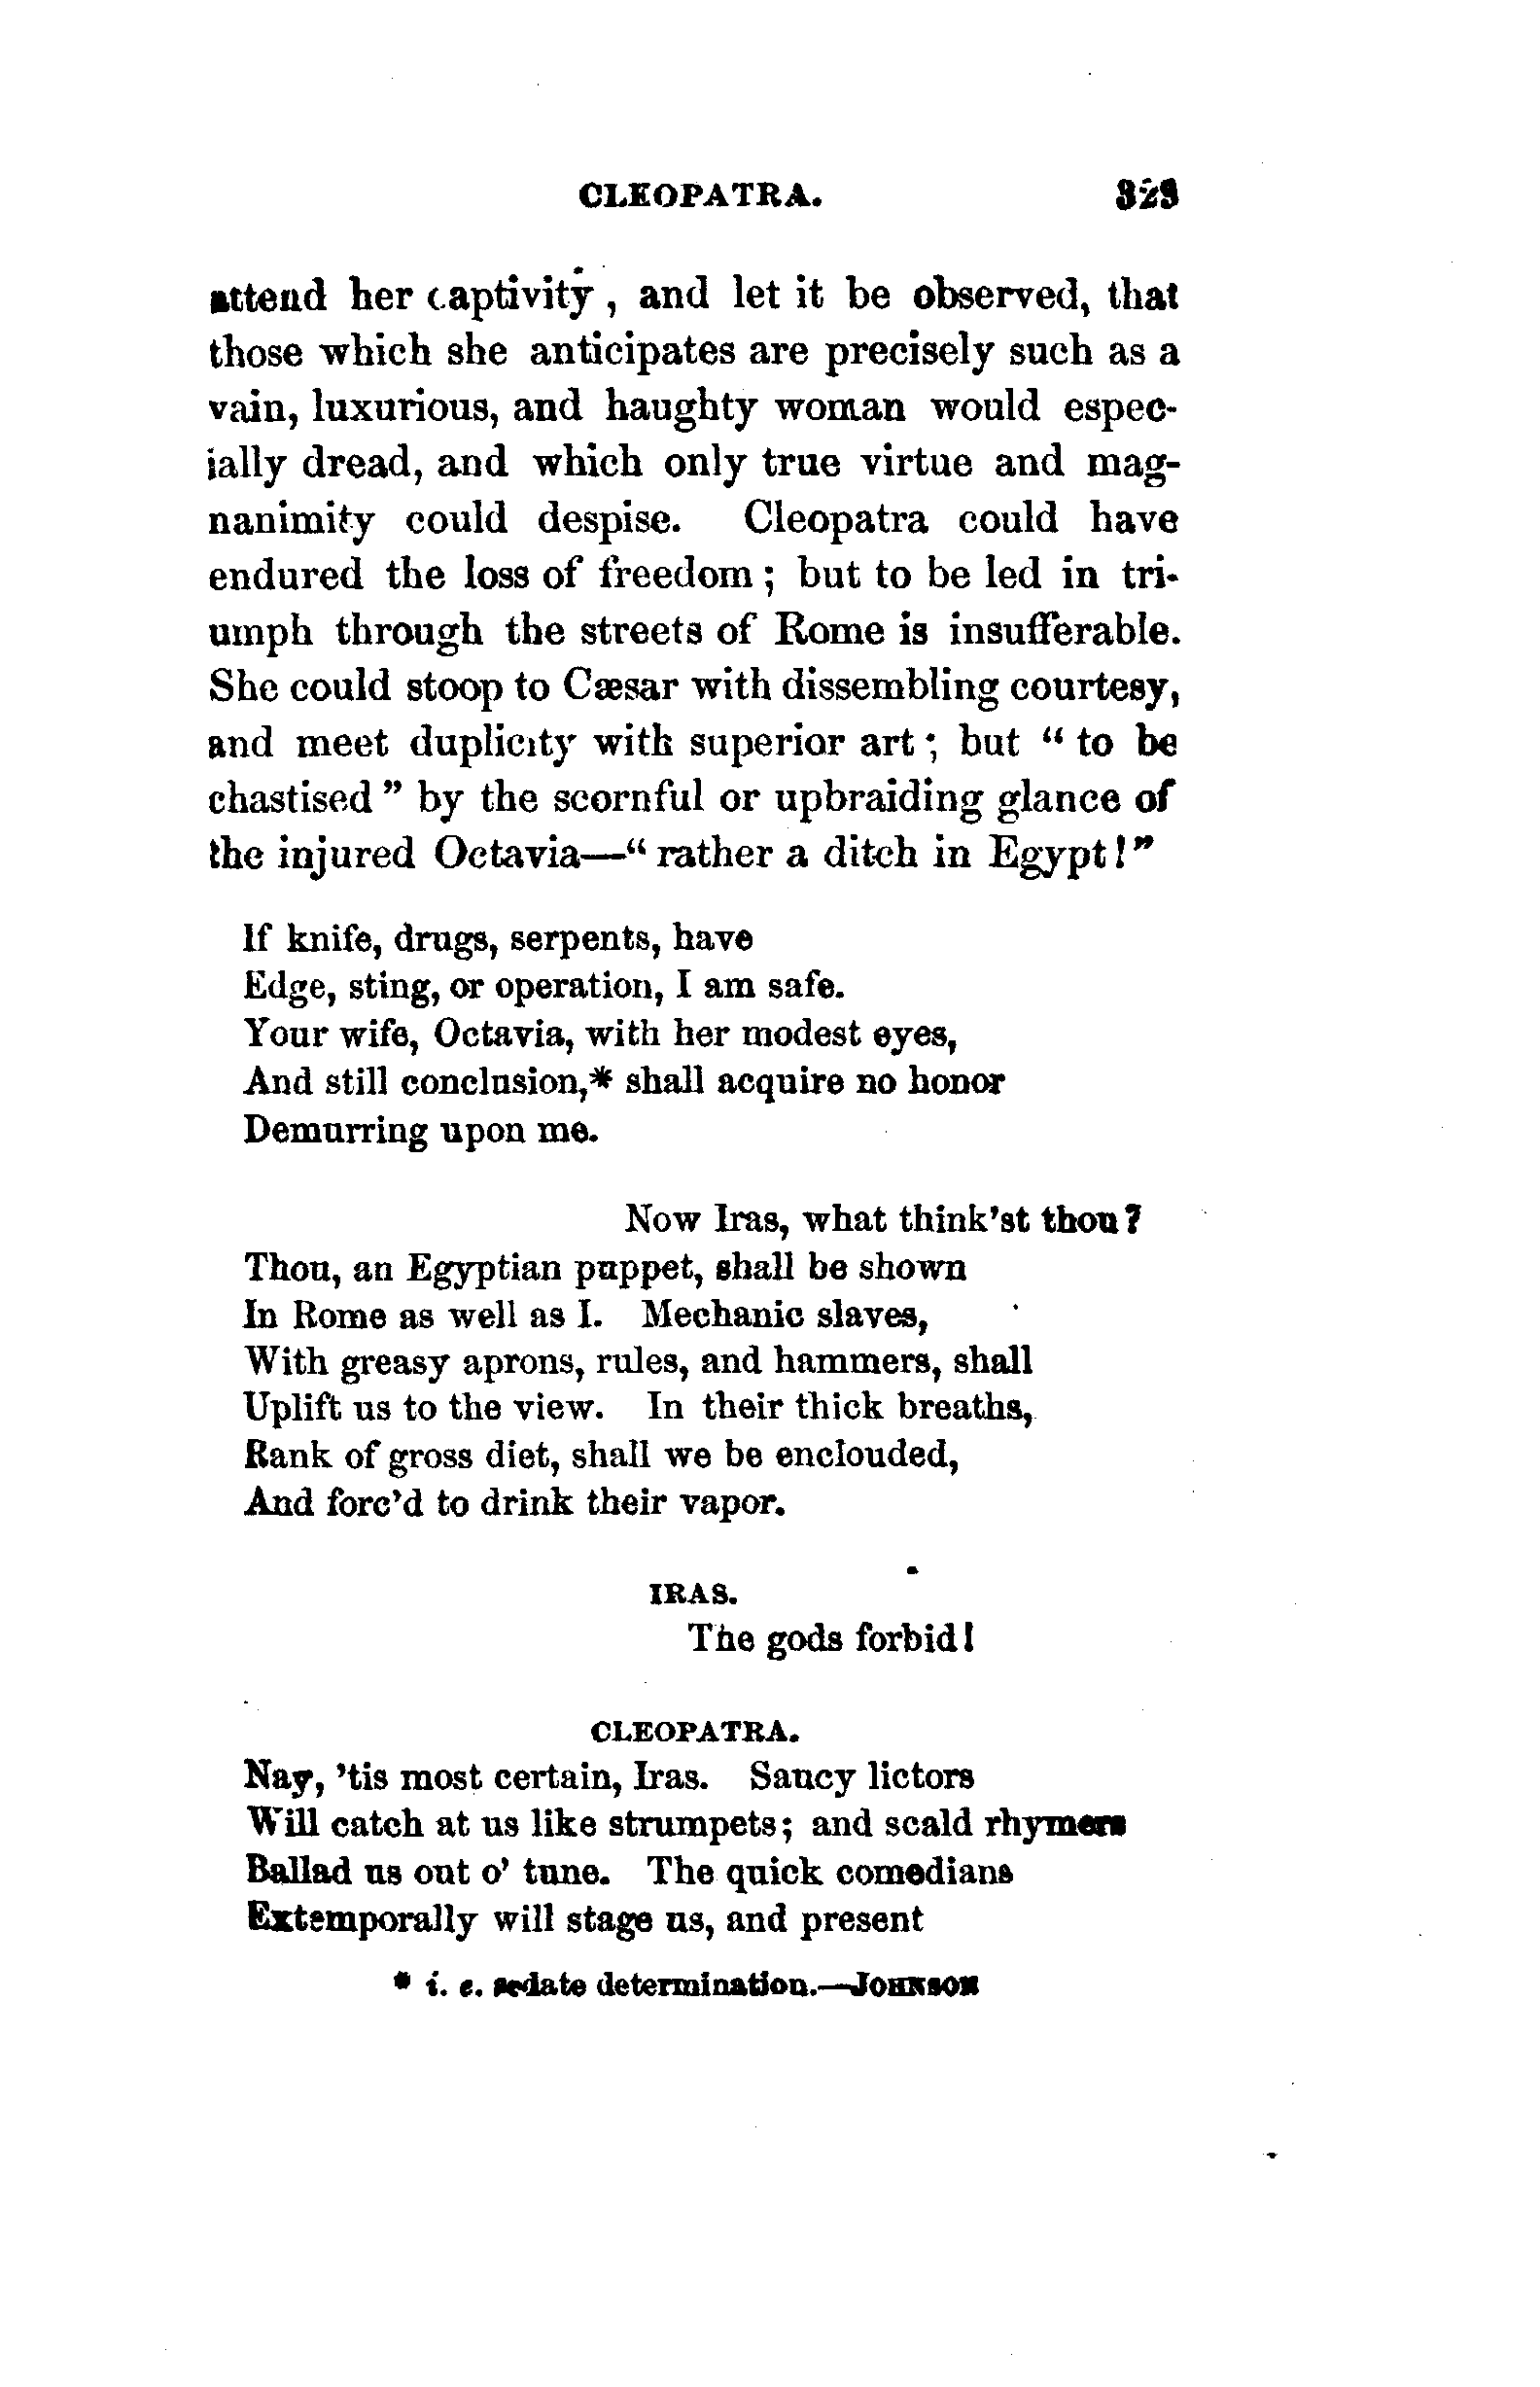 CLEOPATRA. 329
attend her captivity, and let it be observed, that
those which she anticipates are precisely such as a
vain, luxurious, and haughty woman would espec-
ially dread, and which only true virtue and mag-
nanimity could despise. Cleopatra could have
endured the loss of freedom; but to be led in tri-
umph through the streets of Rome is insufferable.
She could stoop to Cæsar with dissembling courtesy,
and meet duplicity with superior art; but "to be
chastised" by the scornful or upbraiding glance of
the injured Octavia—"rather a ditch in Egypt!"
If knife, drugs, serpents, have
Edge, sting, or operation, I am safe.
Your wife, Octavia, with her modest eyes,
And still conclusion,* shall acquire no honor
Demurring upon me.
Now Iras, what think'st thou?
Thou, an Egyptian puppet, shall be shown
In Rome as well as I. Mechanic slaves,
With greasy aprons, rules, and hammers, shall
Uplift us to the view. In their thick breaths,
Rank of gross diet, shall we be enclouded,
And forc'd to drink their vapor.
IRAS.
The gods forbid!
CLEOPATRA.
Nay, 'tis most certain, Iras. Saucy lictors
Will catch at us like strumpets; and scald rhymers
Ballad us out o' tune. The quick comedians
Extemporally will stage us, and present
* i. e. sedate determination.—JOHNSON